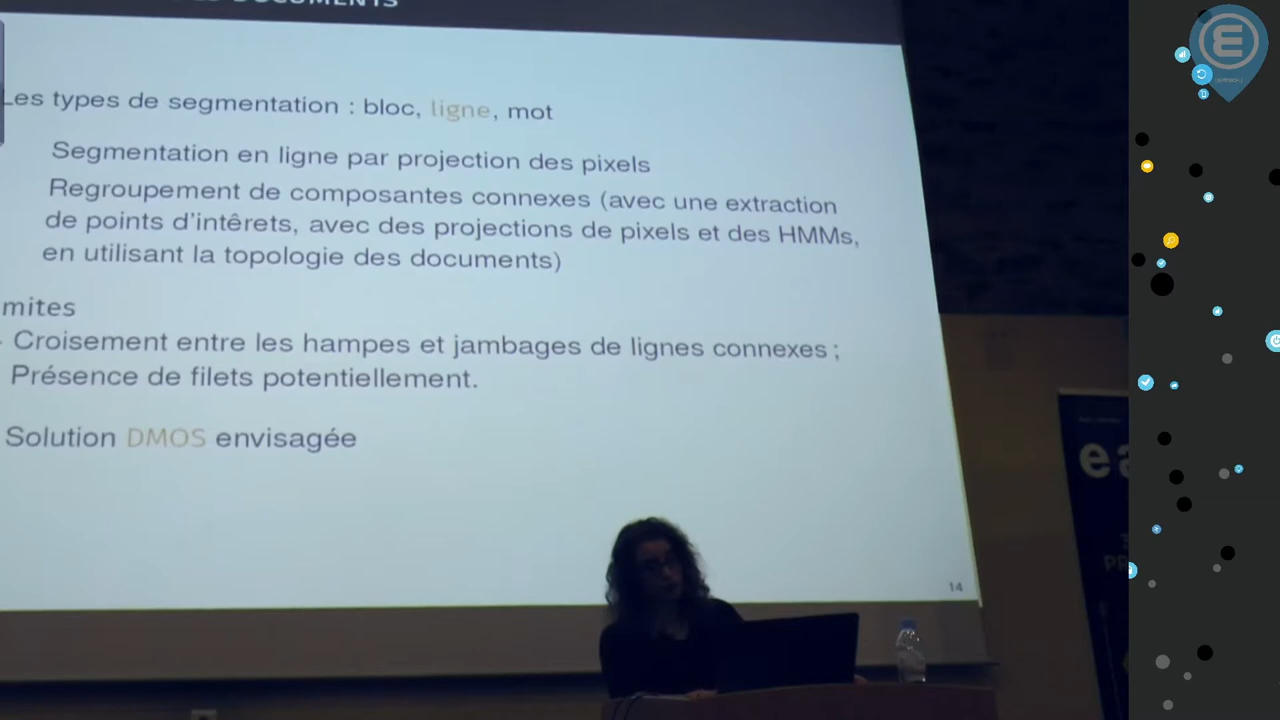 DOCUMENTS
Les types de segmentation : bloc, ligne, mot
Segmentation en ligne par projection des pixels
Regroupement de composantes connexes (avec une extraction
de points d'intêrets, avec des projections de pixels et des HMMs,
en utilisant la topologie des documents)
mites
Croisement entre les hampes et jambages de lignes connexes ;
Présence de filets potentiellement.
Solution DMOS envisagée
14
ea
PR